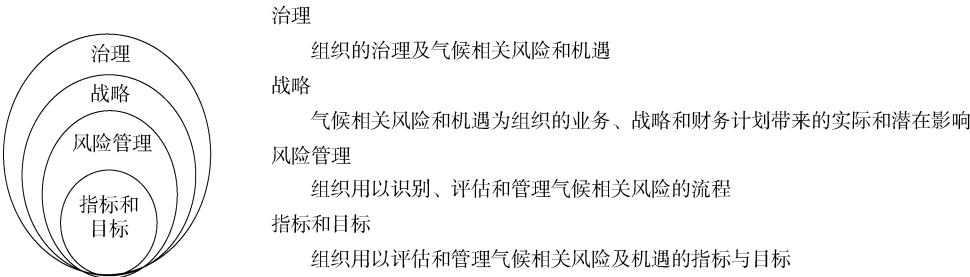 治理
战略
风险管理
指标和
目标
治理
组织的治理及气候相关风险和机遇
战略
气候相关风险和机遇为组织的业务、战略和财务计划带来的实际和潜在影响
风险管理
组织用以识别、评估和管理气候相关风险的流程
指标和目标
组织用以评估和管理气候相关风险及机遇的指标与目标